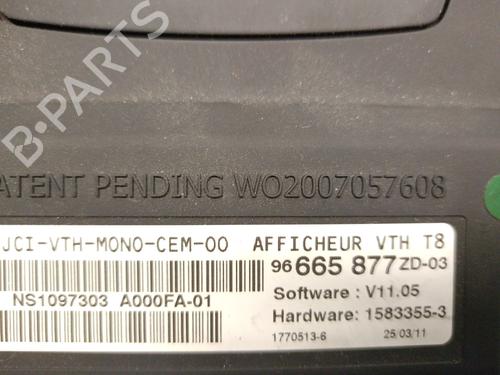 B-PARTS
ATENT PENDING WO2007057608
JCI-VTH-MONO-CEM-00 AFFICHEUR VTH T8
96 665 877 ZD-03
NS1097303 A000FA-01
Software : V11.05
Hardware: 1583355-3
1770513-6 25/03/11